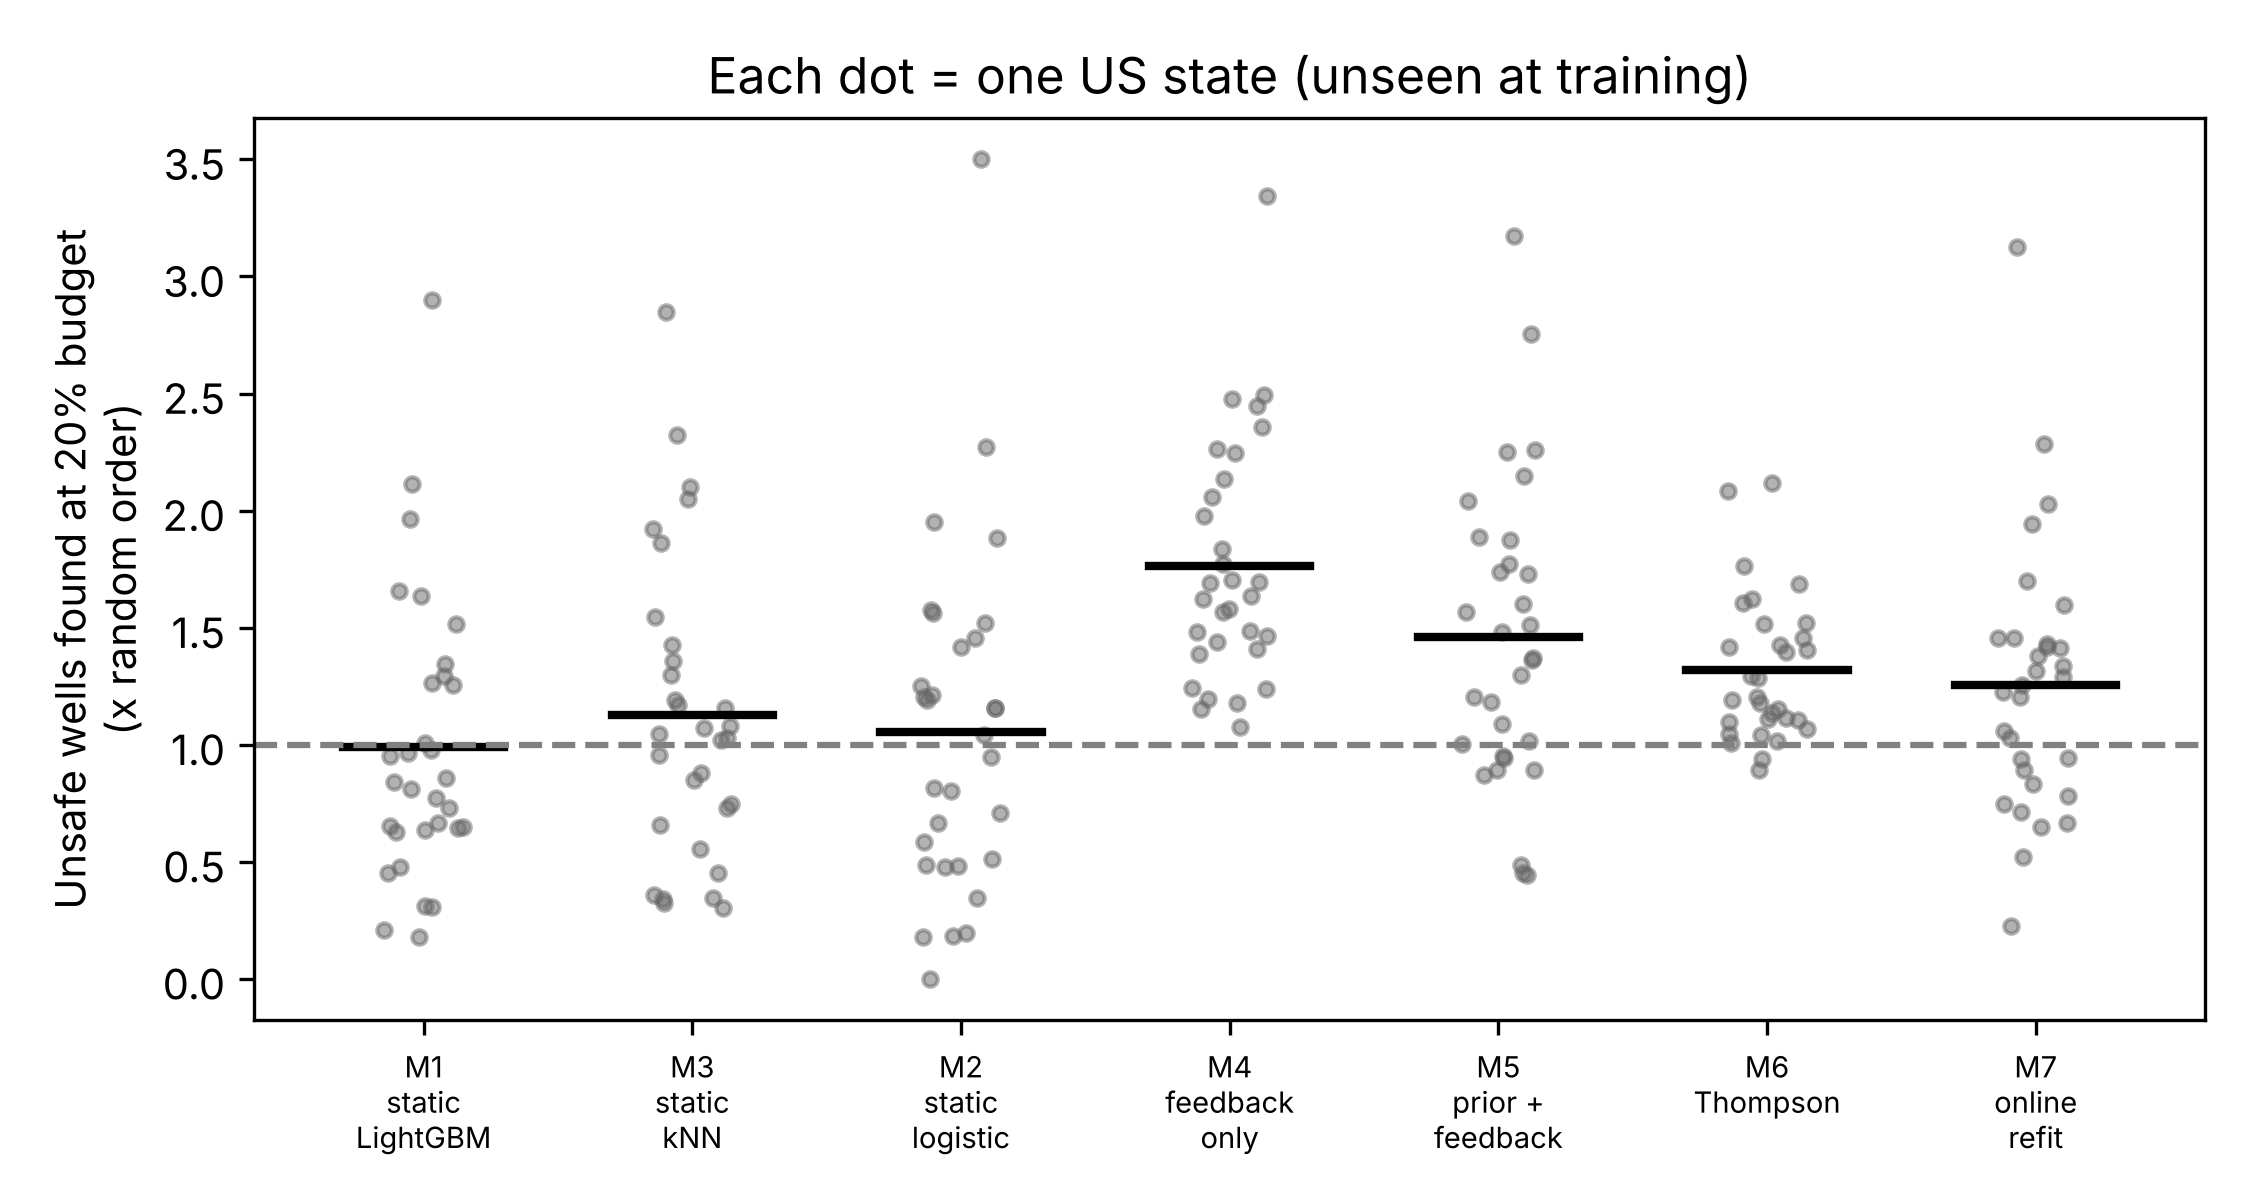 Each dot = one US state (unseen at training)
Unsafe wells found at 20% budget
(x random order)
3.5
3.0
2.5
2.0
1.5
1.0
0.5
0.0
M1
static
LightGBM
M3
static
kNN
M2
static
logistic
M4
feedback
only
M5
prior +
feedback
M6
Thompson
M7
online
refit